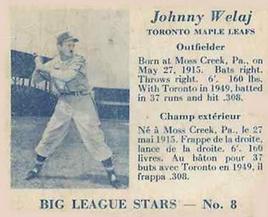 Johnny Welaj
TORONTO MAPLE LEAFS
Outfielder
Born at Moss Creek, Pa., on
May 27, 1915. Bats right.
Throws right. 6'. 160 lbs.
With Toronto in 1949, batted
in 37 runs and hit .308.
Champ extérieur
Né à Moss Creek, Pa., le 27
mai 1915. Frappe de la droite,
lance de la droite. 6'. 160
livres. Au bâton pour 37
buts avec Toronto en 1949, il
a frappé .308.
BIG LEAGUE STARS — No. 8